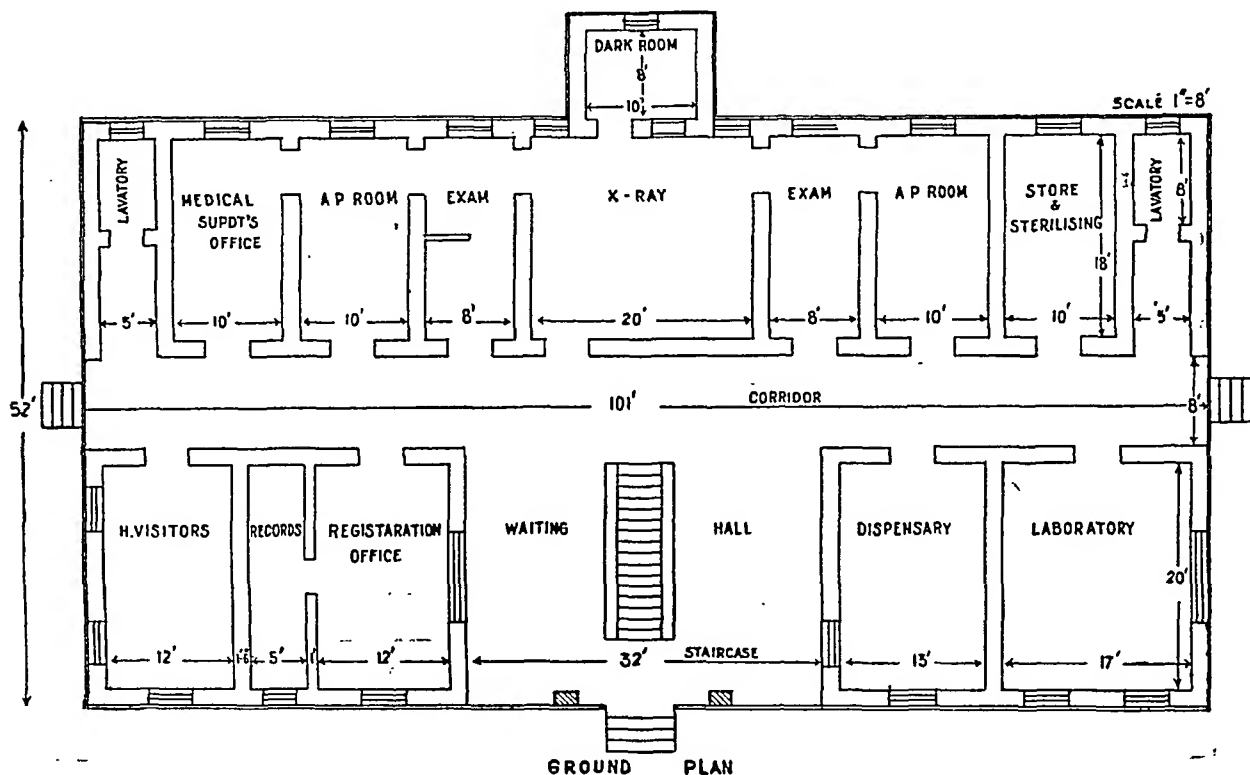 DARK ROOM
8'
10'
SCALE 1"=8'
LAVATORY
MEDICAL
SUPDT'S
OFFICE
A P ROOM
EXAM
X-RAY
EXAM
A P ROOM
STORE
&
STERILISING
LAVATORY
8'
18'
5'
10'
10'
8'
20'
8'
10'
10'
5'
52'
101'
CORRIDOR
8'
H.VISITORS
RECORDS
REGISTARATION
OFFICE
WAITING
HALL
DISPENSARY
LABORATORY
20'
12'
5'
1'
12'
32'
STAIRCASE
13'
17'
GROUND PLAN